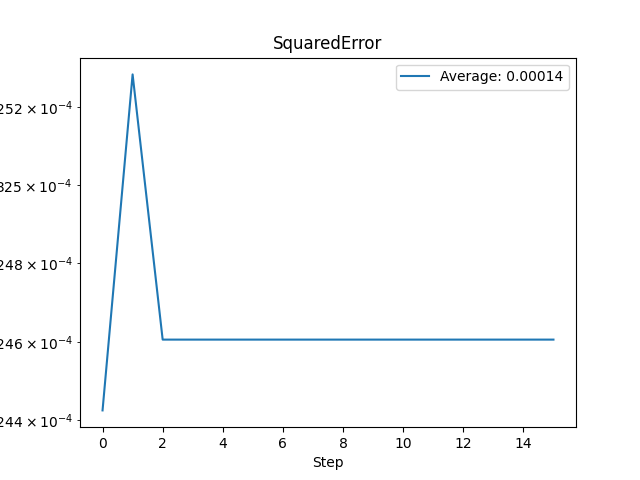 SquaredError
Average: 0.00014
252 × 10⁻⁴
25 × 10⁻⁴
248 × 10⁻⁴
246 × 10⁻⁴
244 × 10⁻⁴
0 2 4 6 8 10 12 14
Step